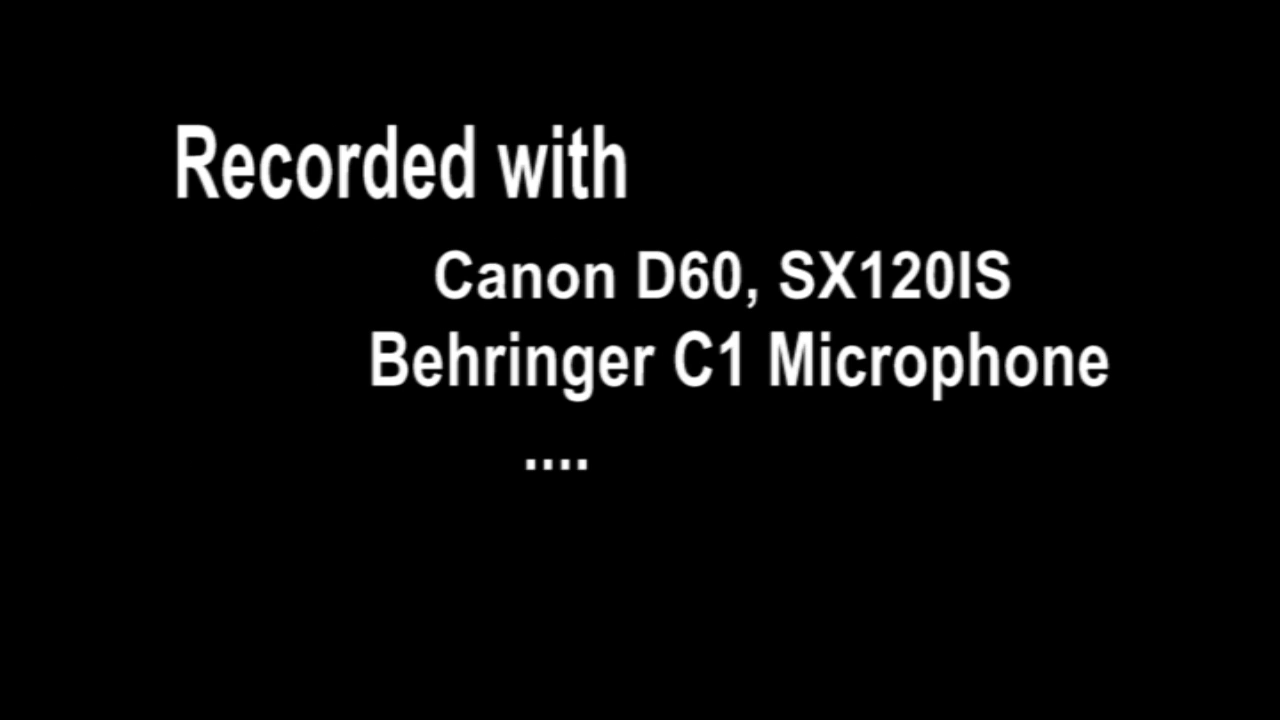 Recorded with
Canon D60, SX120IS
Behringer C1 Microphone
....